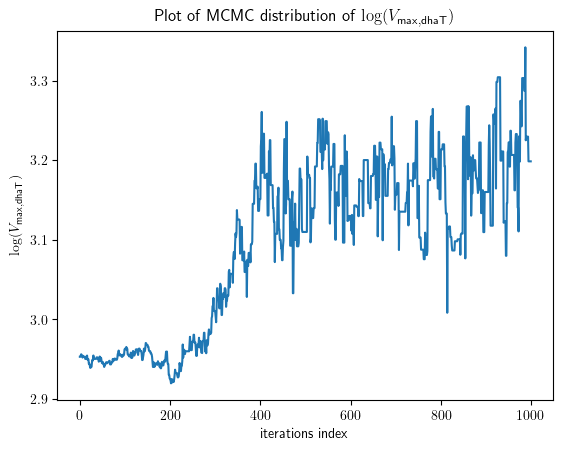 Plot of MCMC distribution of log(V_max,dhaT)
log(V_max,dhaT)
3.3
3.2
3.1
3.0
2.9
0 200 400 600 800 1000
iterations index